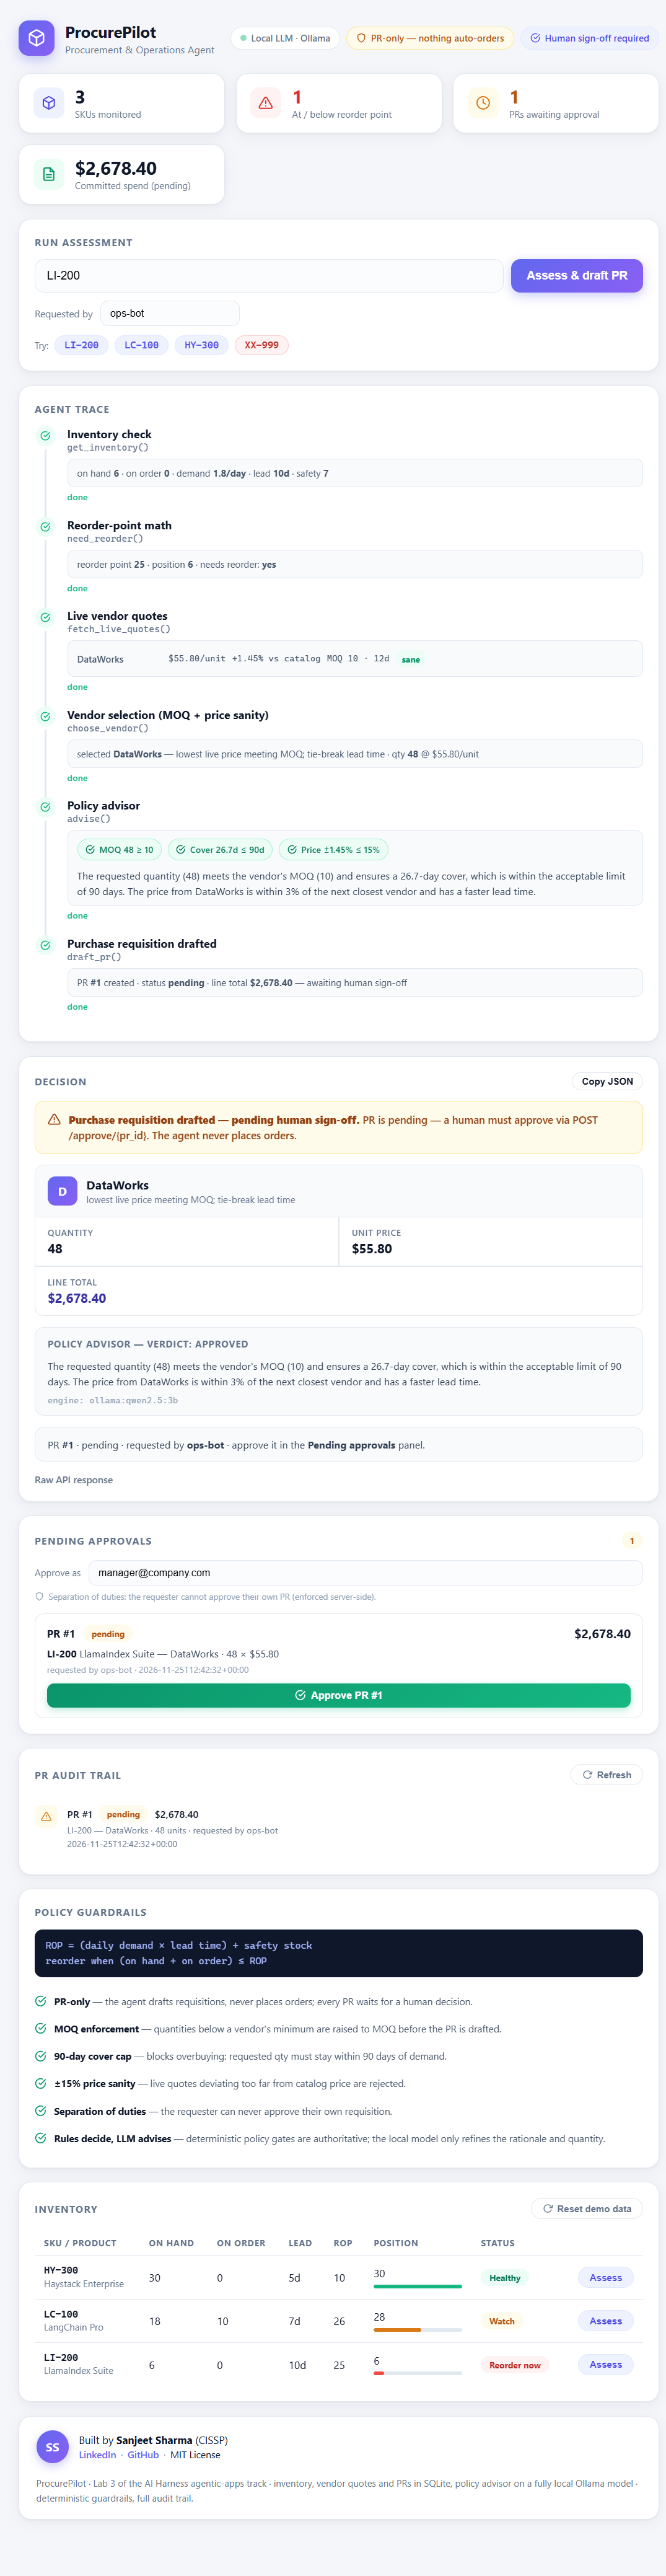 ProcurePilot
Procurement & Operations Agent
Local LLM · Ollama
PR-only — nothing auto-orders
Human sign-off required
3
SKUs monitored
1
At / below reorder point
1
PRs awaiting approval
$2,678.40
Committed spend (pending)
RUN ASSESSMENT
LI-200
Assess & draft PR
Requested by ops-bot
Try: LI-200 LC-100 HY-300 XX-999
AGENT TRACE
Inventory check
get_inventory()
on hand 6 · on order 0 · demand 1.8/day · lead 10d · safety 7
done
Reorder-point math
need_reorder()
reorder point 25 · position 6 · needs reorder: yes
done
Live vendor quotes
fetch_live_quotes()
DataWorks $55.80/unit +1.45% vs catalog MOQ 10 · 12d sane
done
Vendor selection (MOQ + price sanity)
choose_vendor()
selected DataWorks — lowest live price meeting MOQ; tie-break lead time · qty 48 @ $55.80/unit
done
Policy advisor
advise()
MOQ 48 ≥ 10 Cover 26.7d ≤ 90d Price ±1.45% ≤ 15%
The requested quantity (48) meets the vendor's MOQ (10) and ensures a 26.7-day cover, which is within the acceptable limit
of 90 days. The price from DataWorks is within 3% of the next closest vendor and has a faster lead time.
done
Purchase requisition drafted
draft_pr()
PR #1 created · status pending · line total $2,678.40 — awaiting human sign-off
done
DECISION
Copy JSON
Purchase requisition drafted — pending human sign-off. PR is pending — a human must approve via POST
/approve/{pr_id}. The agent never places orders.
D
DataWorks
lowest live price meeting MOQ; tie-break lead time
QUANTITY
48
UNIT PRICE
$55.80
LINE TOTAL
$2,678.40
POLICY ADVISOR — VERDICT: APPROVED
The requested quantity (48) meets the vendor's MOQ (10) and ensures a 26.7-day cover, which is within the acceptable limit of 90
days. The price from DataWorks is within 3% of the next closest vendor and has a faster lead time.
engine: ollama:qwen2.5:3b
PR #1 · pending · requested by ops-bot · approve it in the Pending approvals panel.
Raw API response
PENDING APPROVALS
1
Approve as manager@company.com
Separation of duties: the requester cannot approve their own PR (enforced server-side).
PR #1 pending $2,678.40
LI-200 LlamaIndex Suite — DataWorks · 48 × $55.80
requested by ops-bot · 2026-11-25T12:42:32+00:00
Approve PR #1
PR AUDIT TRAIL
Refresh
PR #1 pending $2,678.40
LI-200 — DataWorks · 48 units · requested by ops-bot
2026-11-25T12:42:32+00:00
POLICY GUARDRAILS
ROP = (daily demand × lead time) + safety stock
reorder when (on hand + on order) ≤ ROP
PR-only — the agent drafts requisitions, never places orders; every PR waits for a human decision.
MOQ enforcement — quantities below a vendor's minimum are raised to MOQ before the PR is drafted.
90-day cover cap — blocks overbuying: requested qty must stay within 90 days of demand.
±15% price sanity — live quotes deviating too far from catalog price are rejected.
Separation of duties — the requester can never approve their own requisition.
Rules decide, LLM advises — deterministic policy gates are authoritative; the local model only refines the rationale and quantity.
INVENTORY
Reset demo data
SKU / PRODUCT ON HAND ON ORDER LEAD ROP POSITION STATUS
HY-300
Haystack Enterprise 30 0 5d 10 30 Healthy Assess
LC-100
LangChain Pro 18 10 7d 26 28 Watch Assess
LI-200
LlamaIndex Suite 6 0 10d 25 6 Reorder now Assess
SS
Built by Sanjeet Sharma (CISSP)
LinkedIn · GitHub · MIT License
ProcurePilot · Lab 3 of the AI Harness agentic-apps track · inventory, vendor quotes and PRs in SQLite, policy advisor on a fully local Ollama model ·
deterministic guardrails, full audit trail.